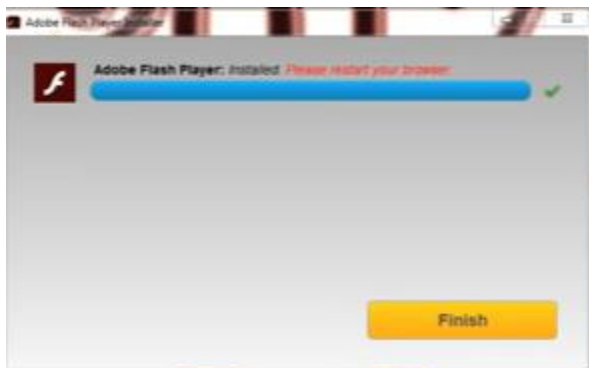 Adobe Flash Player Installer
Adobe Flash Player: Installed. Please restart your browser.
Finish